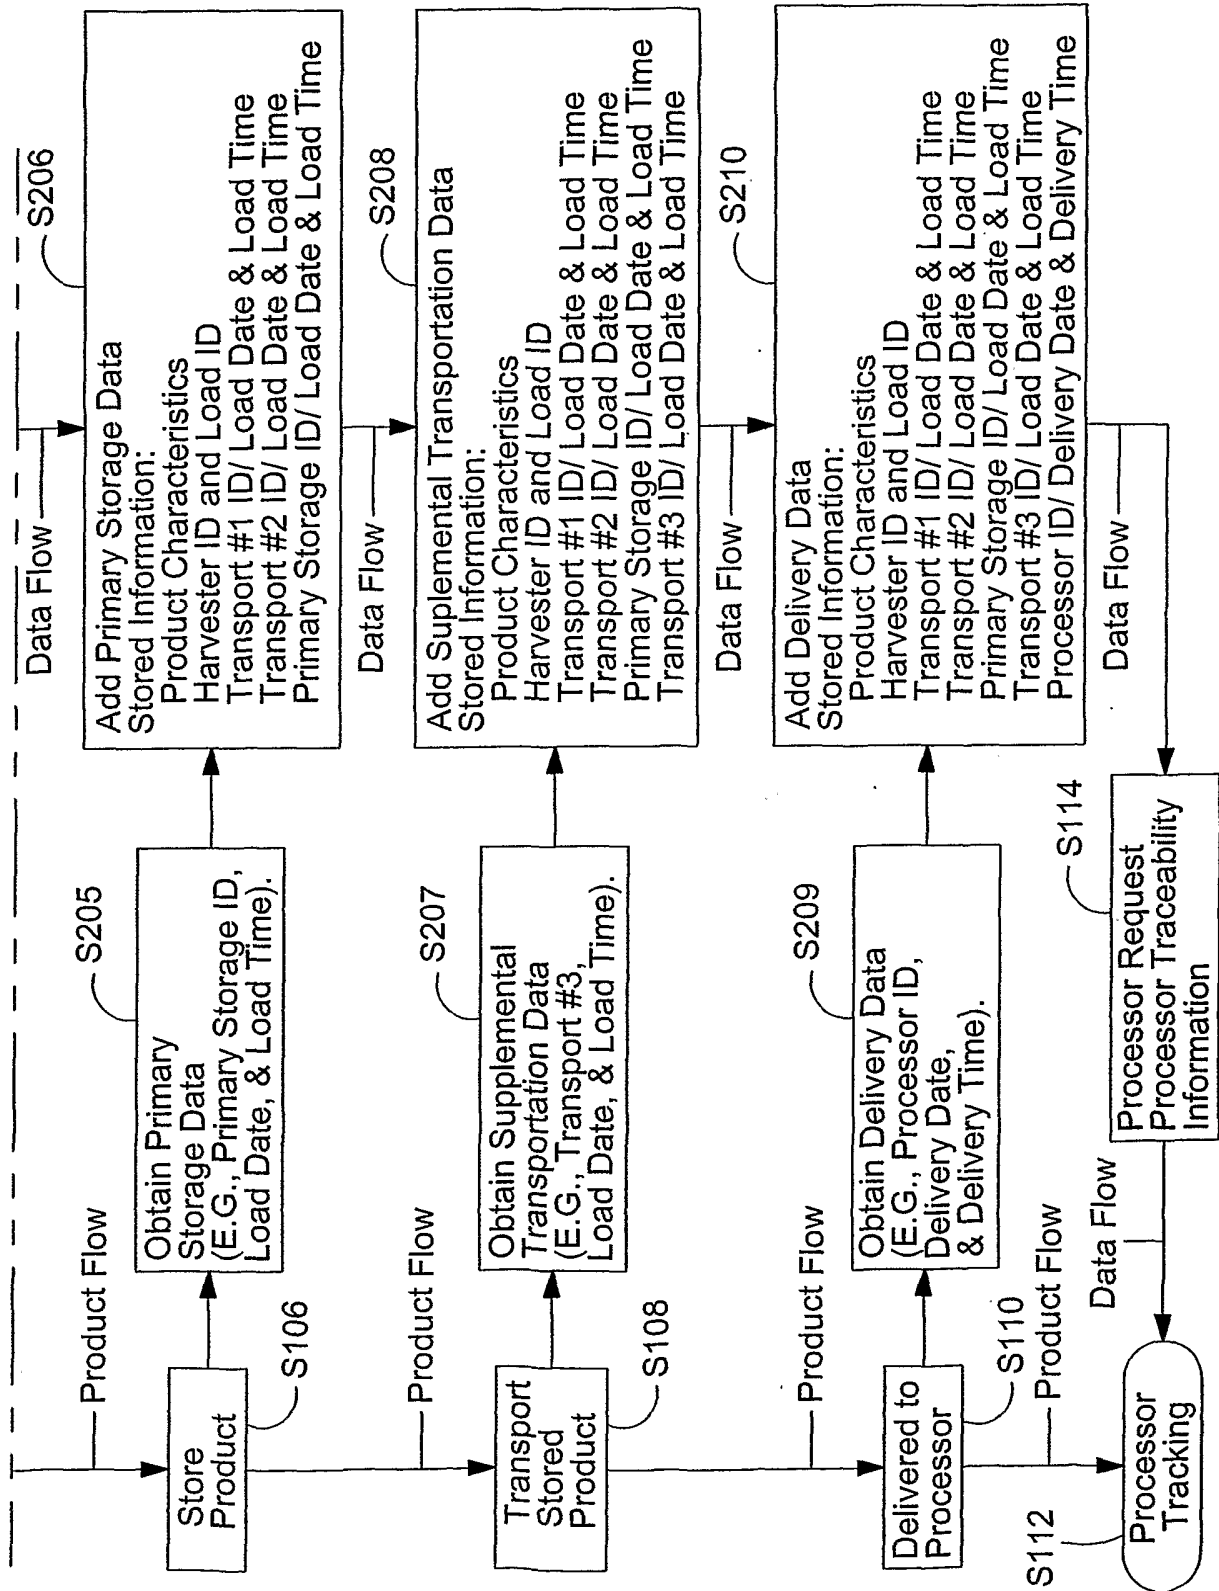 Data Flow
S206
Add Primary Storage Data
Stored Information:
Product Characteristics
Harvester ID and Load ID
Transport #1 ID/ Load Date & Load Time
Transport #2 ID/ Load Date & Load Time
Primary Storage ID/ Load Date & Load Time
Product Flow
S205
Obtain Primary
Storage Data
(E.G., Primary Storage ID,
Load Date, & Load Time).
Store
Product
S106
Data Flow
S208
Add Suplemental Transportation Data
Stored Information:
Product Characteristics
Harvester ID and Load ID
Transport #1 ID/ Load Date & Load Time
Transport #2 ID/ Load Date & Load Time
Primary Storage ID/ Load Date & Load Time
Transport #3 ID/ Load Date & Load Time
Product Flow
S207
Obtain Supplemental
Transportation Data
(E.G., Transport #3,
Load Date, & Load Time).
Transport
Stored
Product
S108
Data Flow
S210
Add Delivery Data
Stored Information:
Product Characteristics
Harvester ID and Load ID
Transport #1 ID/ Load Date & Load Time
Transport #2 ID/ Load Date & Load Time
Primary Storage ID/ Load Date & Load Time
Transport #3 ID/ Load Date & Load Time
Processor ID/ Delivery Date & Delivery Time
Product Flow
S209
Obtain Delivery Data
(E.G., Processor ID,
Delivery Date,
& Delivery Time).
Delivered to
Processor
S110
Data Flow
S114
Processor Request
Processor Traceability
Information
Data Flow
Product Flow
S112
Processor
Tracking